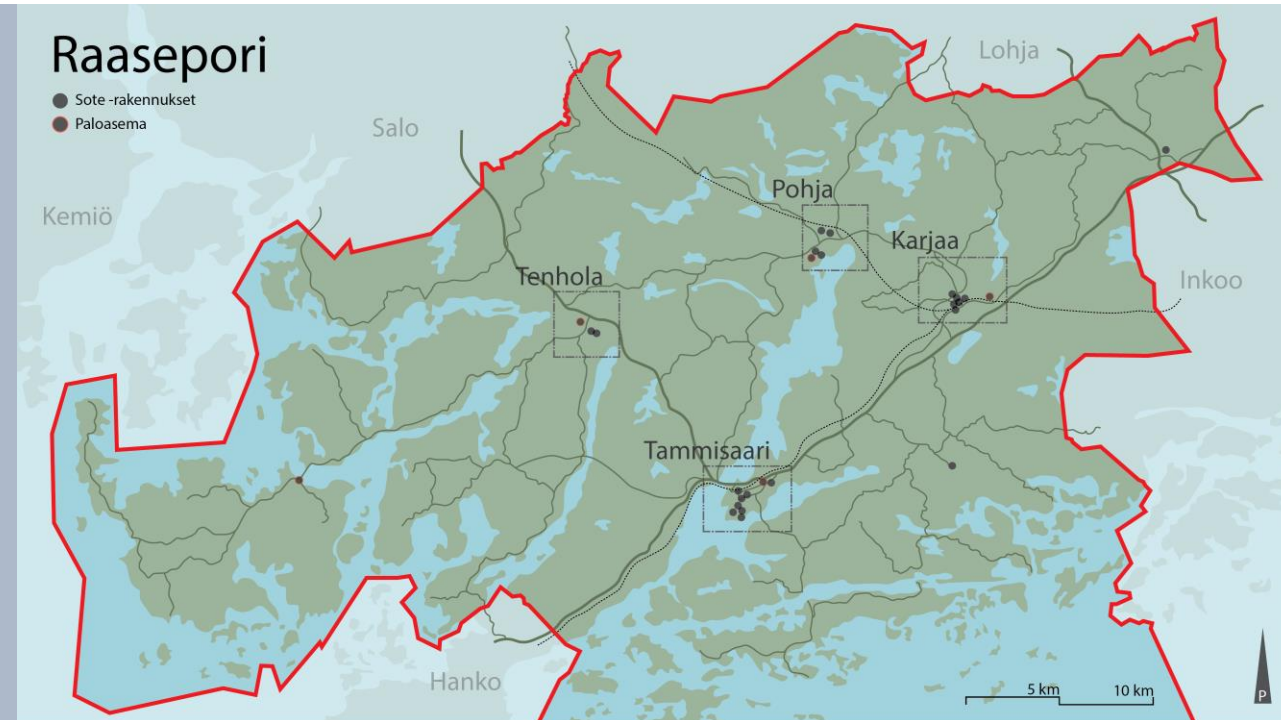 Raasepori
Sote -rakennukset
Paloasema
Lohja
Salo
Pohja
Kemiö
Karjaa
Tenhola
Inkoo
Tammisaari
Hanko
5 km
10 km
P